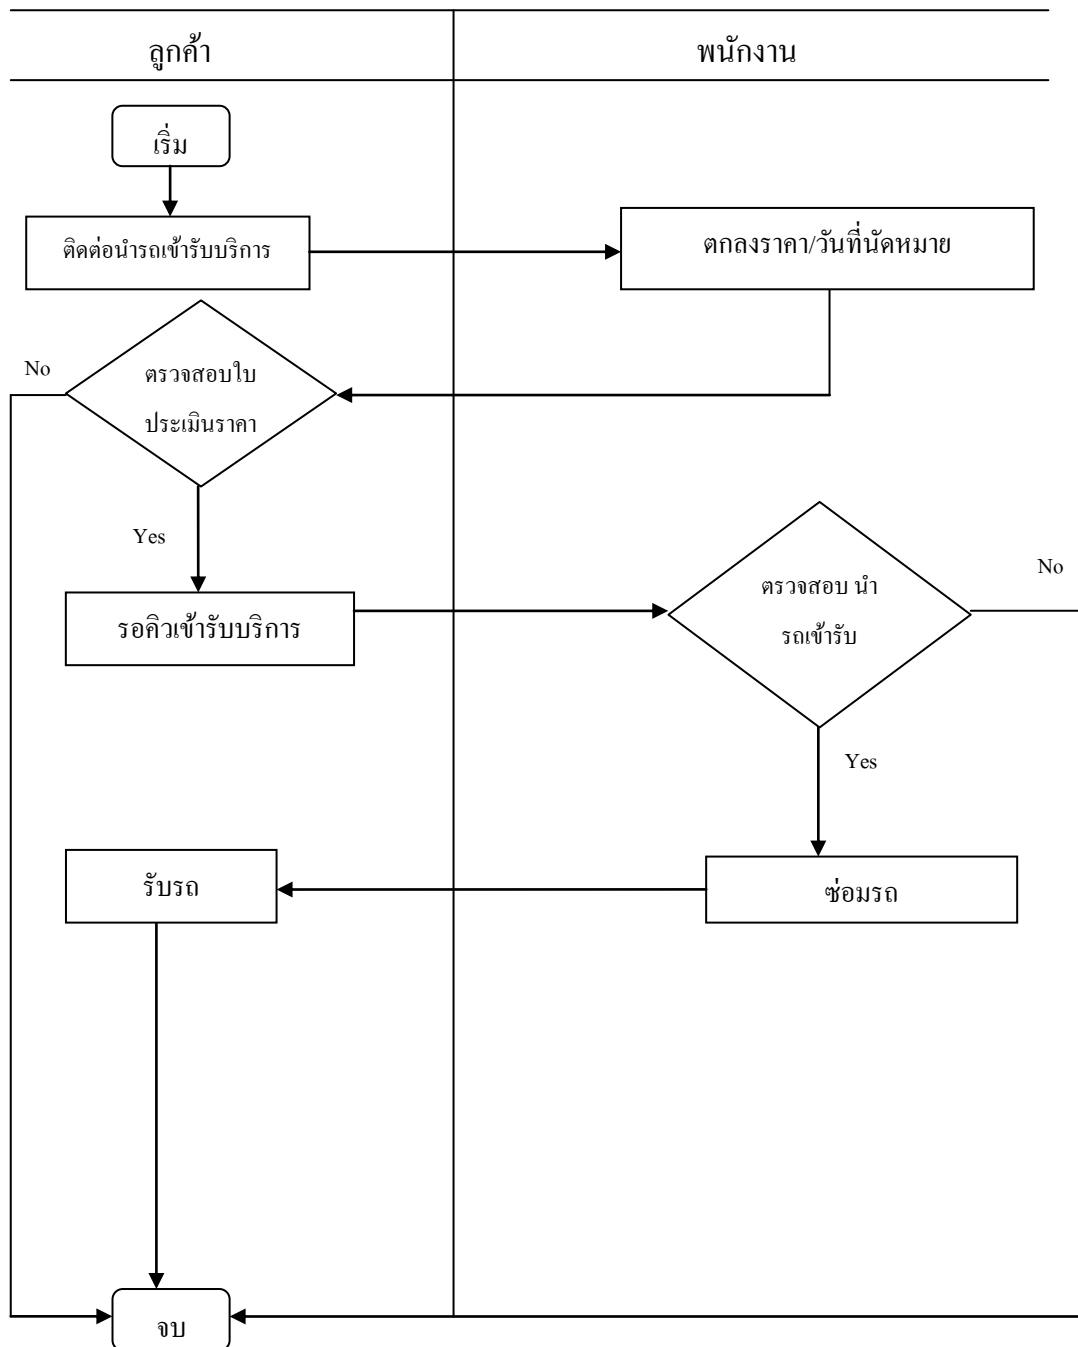 ลูกค้า
พนักงาน
เริ่ม
ติดต่อนำรถเข้ารับบริการ
ตกลงราคา/วันที่นัดหมาย
No
ตรวจสอบใบ
ประเมินราคา
Yes
ตรวจสอบ นำ
รถเข้ารับ
No
รอคิวเข้ารับบริการ
Yes
รับรถ
ซ่อมรถ
จบ